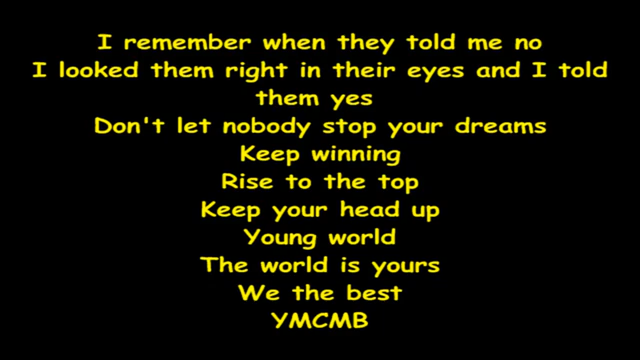 I remember when they told me no
I looked them right in their eyes and I told
them yes
Don't let nobody stop your dreams
Keep winning
Rise to the top
Keep your head up
Young world
The world is yours
We the best
YMCMB